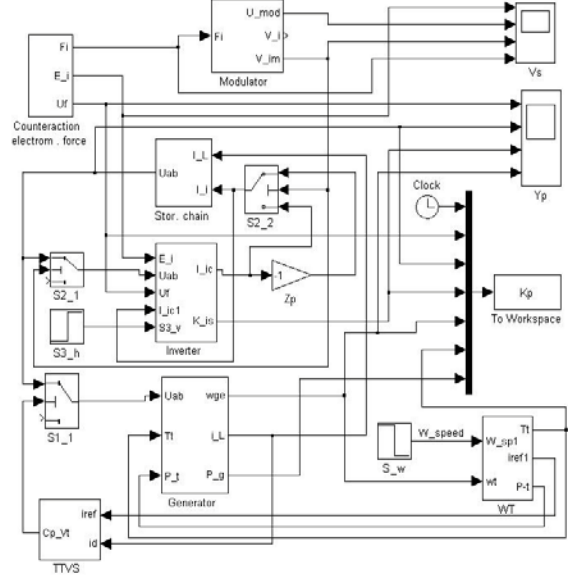 U_mod
Fi
Fi
V_i
E_i
V_im
Uf
Modulator
Vs
Counteraction
electrom . force
I_L
Uab
I_i
Clock
Yp
Stor. chain
S2_2
E_i
I_ic
Uab
-1
S2_1
Uf
Kp
I_ic1
K_is
Zp
S3_v
To Workspace
S3_h
Inverter
Uab
wge
S1_1
W_speed
Tt
Tt
i_L
W_sp1
iref1
P_t
P_g
S_w
wt
P-t
Generator
WT
iref
Cp_Vt
id
TTVS